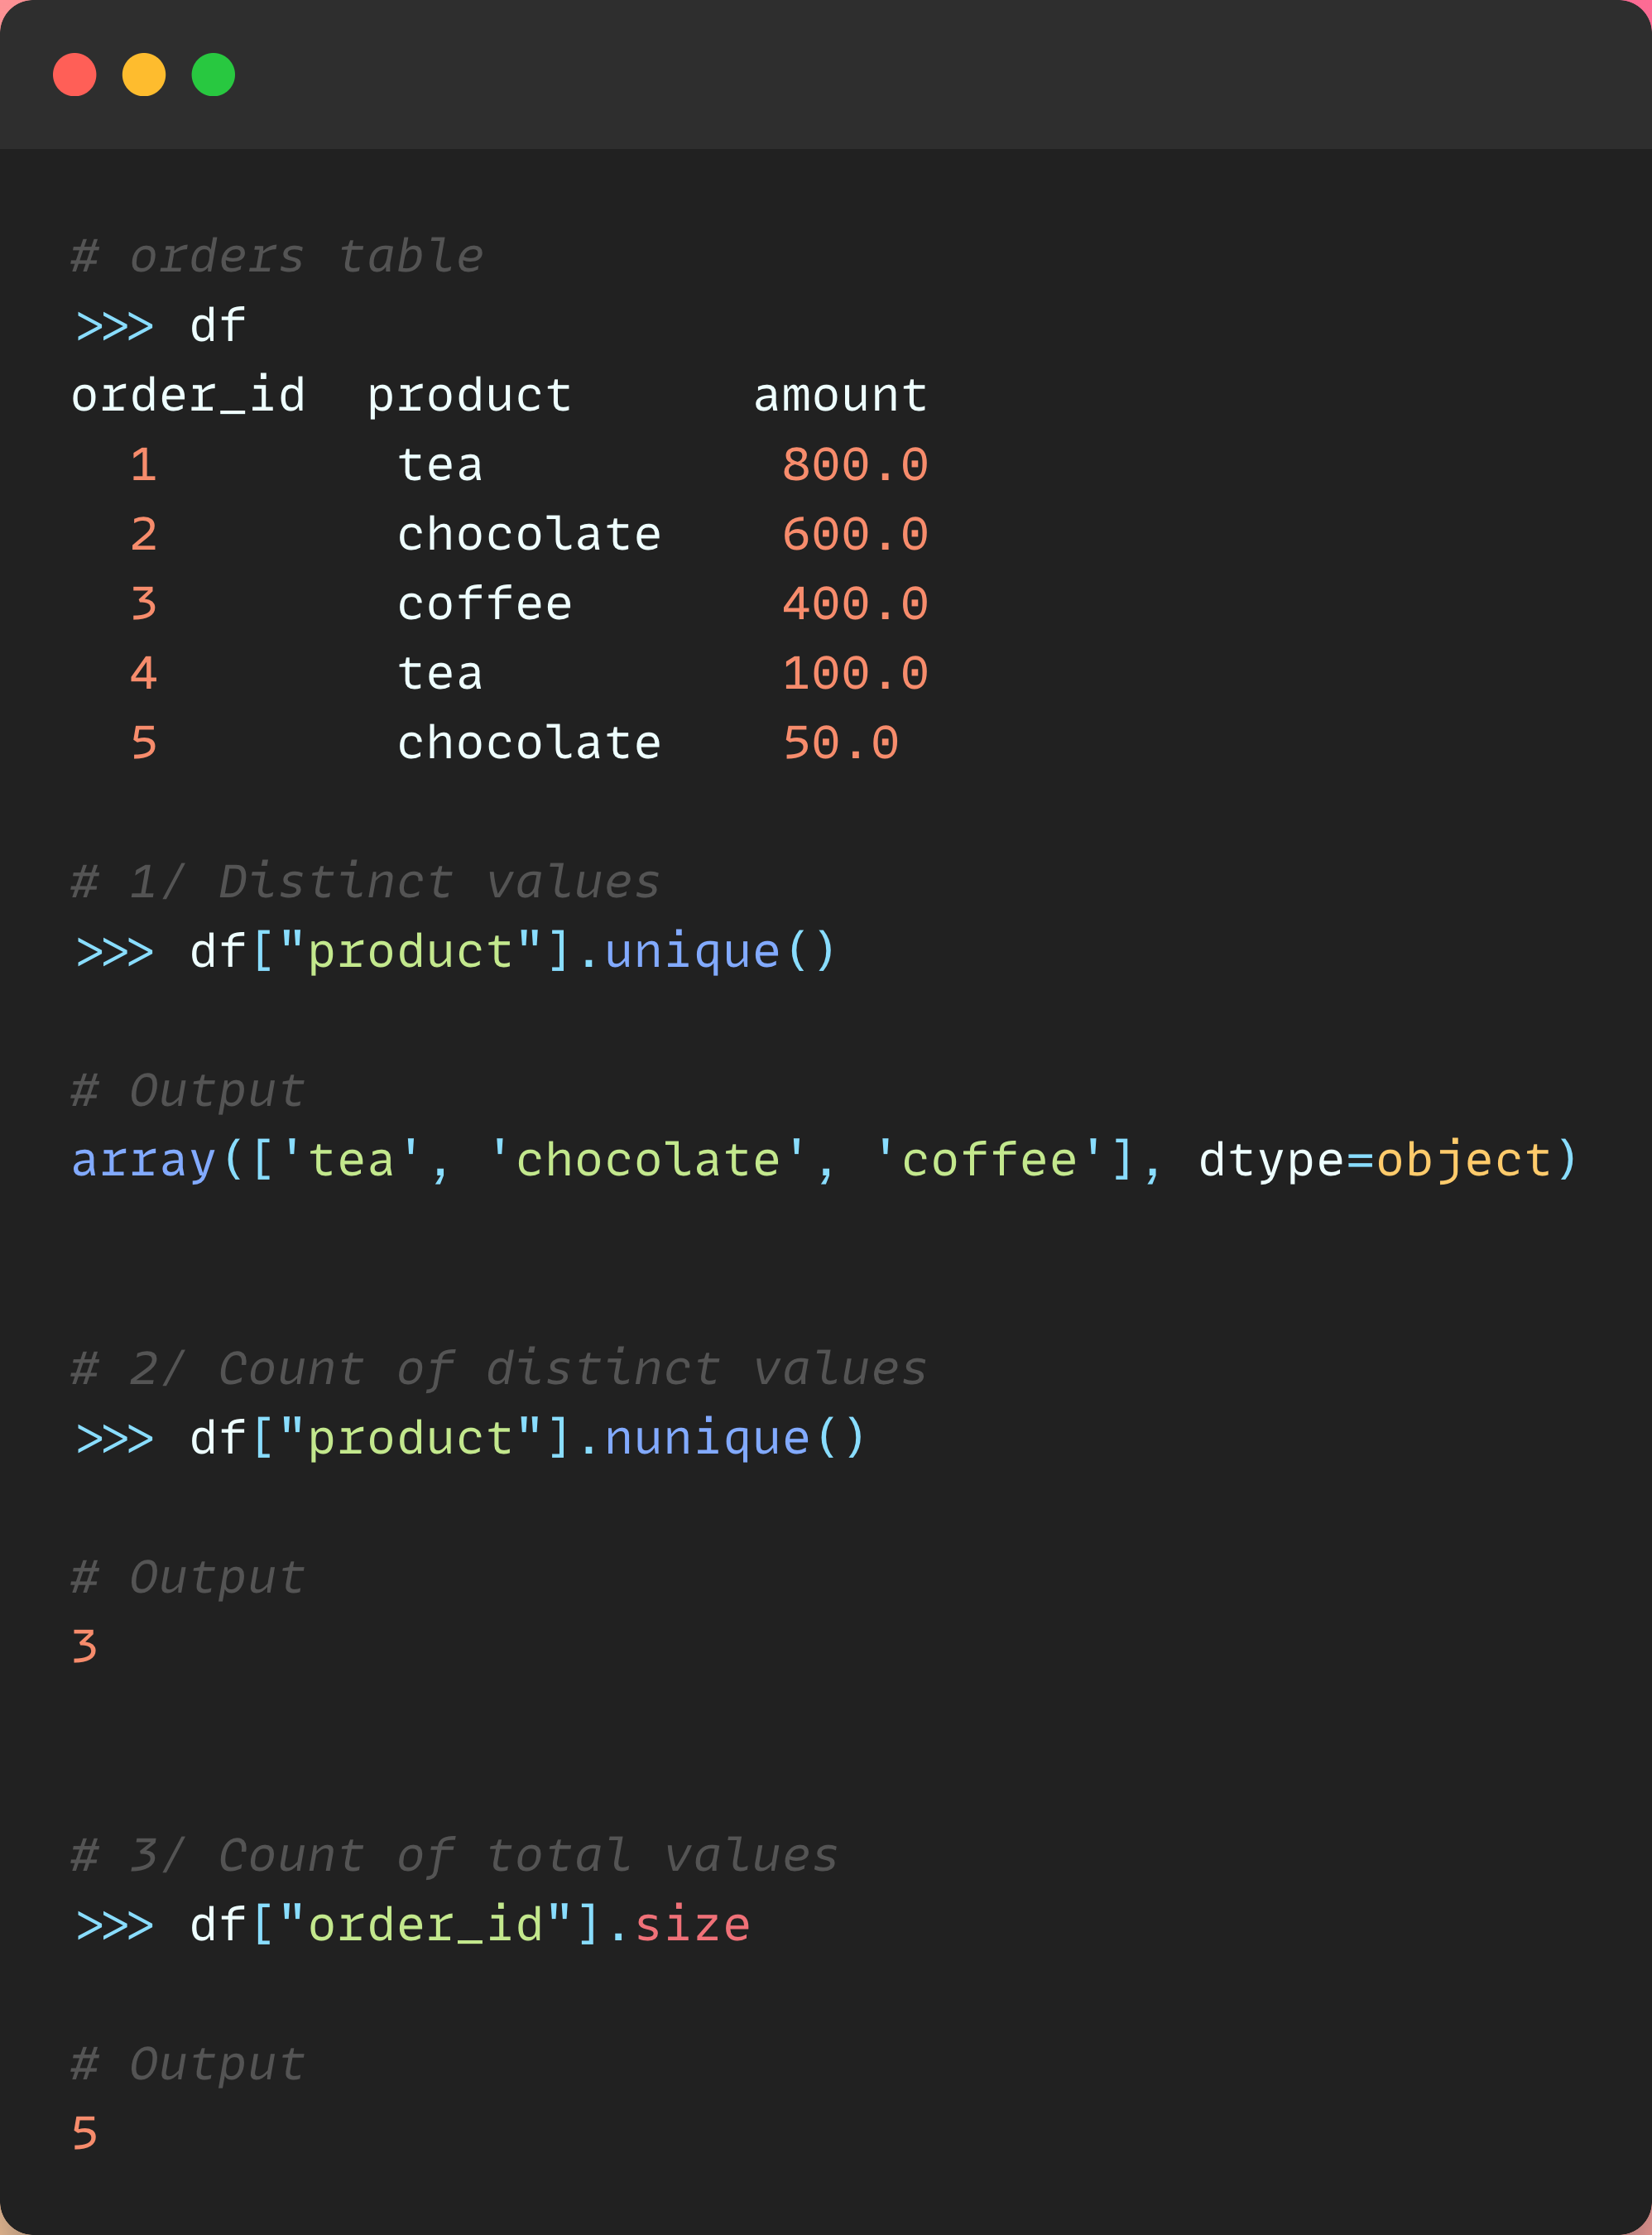 # orders table
>>> df
order_id  product      amount
  1        tea          800.0
  2        chocolate    600.0
  3        coffee       400.0
  4        tea          100.0
  5        chocolate    50.0
# 1/ Distinct values
>>> df["product"].unique()
# Output
array(['tea', 'chocolate', 'coffee'], dtype=object)
# 2/ Count of distinct values
>>> df["product"].nunique()
# Output
3
# 3/ Count of total values
>>> df["order_id"].size
# Output
5